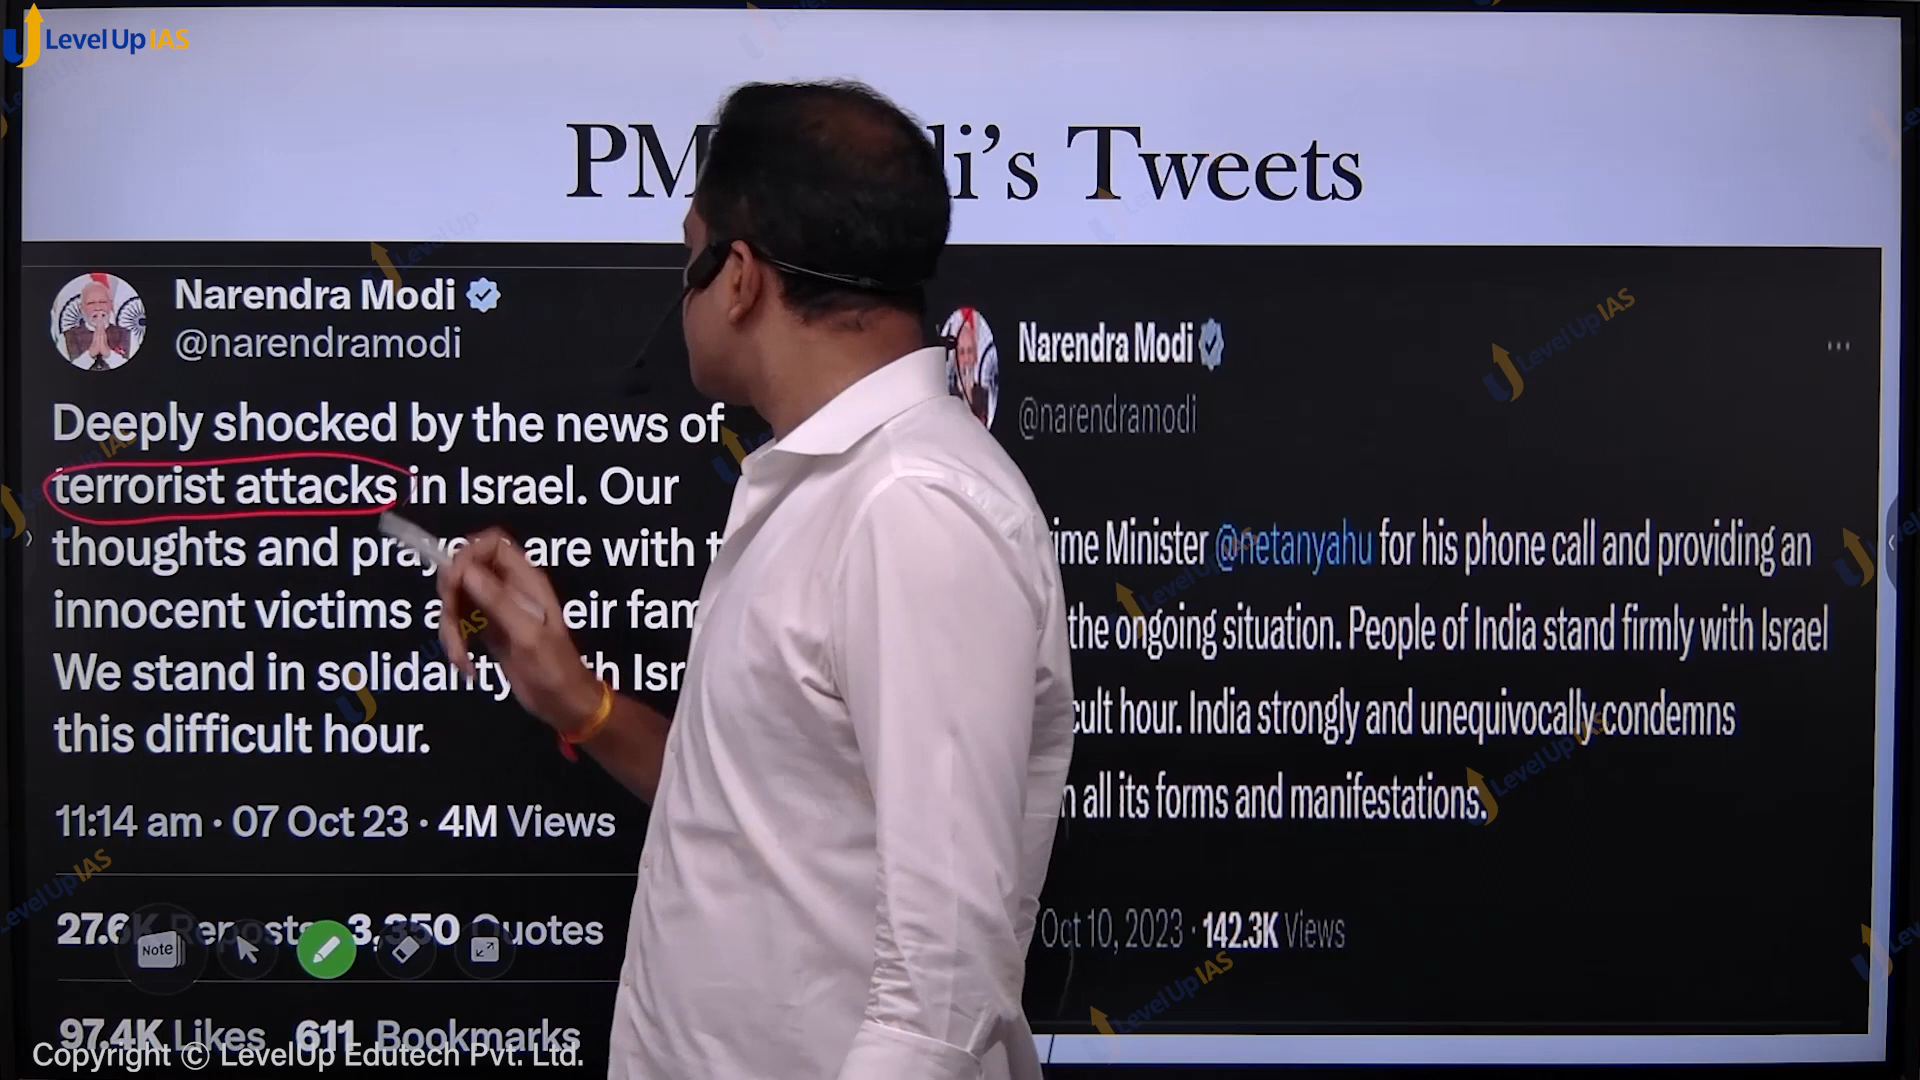 LevelUp IAS
PM i's Tweets
Narendra Modi
@narendramodi
Deeply shocked by the news of
terrorist attacks in Israel. Our
thoughts and prayers are with t
innocent victims a eir fam
We stand in solidarity th Isr
this difficult hour.
11:14 am · 07 Oct 23 · 4M Views
27.6K Reposts 3,350 Quotes
97.4K Likes 611 Bookmarks
Note
Narendra Modi
@narendramodi
ime Minister @netanyahu for his phone call and providing an
the ongoing situation. People of India stand firmly with Israel
cult hour. India strongly and unequivocally condemns
n all its forms and manifestations.
Oct 10, 2023 · 142.3K Views
Copyright © LevelUp Edutech Pvt. Ltd.